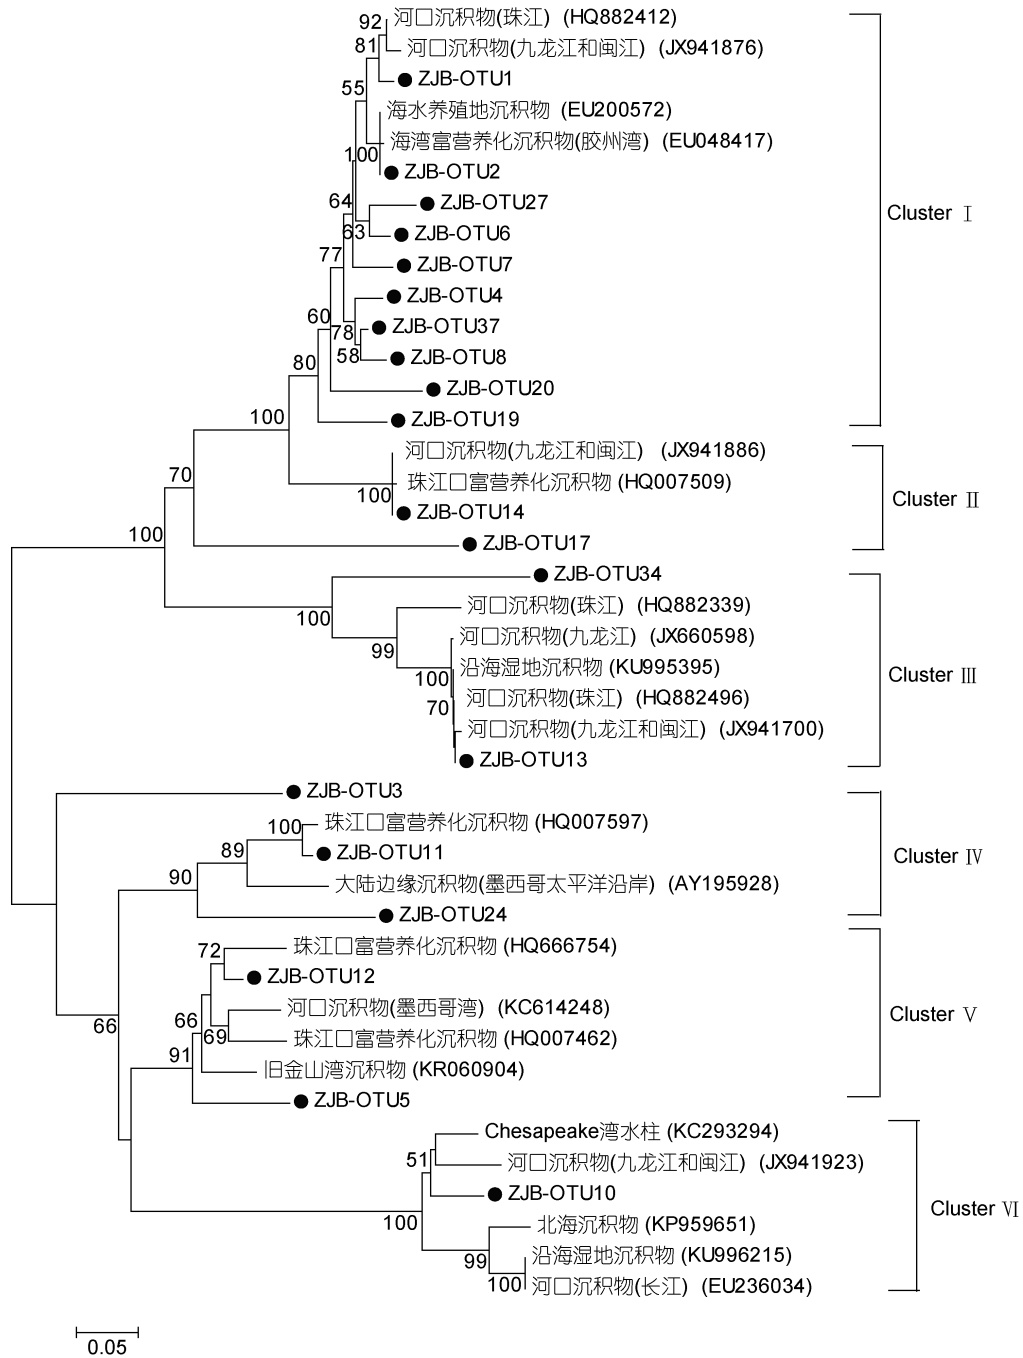 河口沉积物(珠江) (HQ882412)
92
河口沉积物(九龙江和闽江) (JX941876)
81
ZJB-OTU1
55
海水养殖地沉积物 (EU200572)
海湾富营养化沉积物(胶州湾) (EU048417)
100
ZJB-OTU2
64
ZJB-OTU27
Cluster Ⅰ
63
ZJB-OTU6
77
ZJB-OTU7
ZJB-OTU4
60
78
ZJB-OTU37
58
ZJB-OTU8
80
ZJB-OTU20
100
ZJB-OTU19
河口沉积物(九龙江和闽江) (JX941886)
70
珠江口富营养化沉积物 (HQ007509)
100
Cluster Ⅱ
ZJB-OTU14
100
ZJB-OTU17
ZJB-OTU34
100
河口沉积物(珠江) (HQ882339)
99
河口沉积物(九龙江) (JX660598)
100
沿海湿地沉积物 (KU995395)
Cluster Ⅲ
70
河口沉积物(珠江) (HQ882496)
河口沉积物(九龙江和闽江) (JX941700)
ZJB-OTU13
ZJB-OTU3
100
珠江口富营养化沉积物 (HQ007597)
89
ZJB-OTU11
Cluster Ⅳ
90
大陆边缘沉积物(墨西哥太平洋沿岸) (AY195928)
ZJB-OTU24
72
珠江口富营养化沉积物 (HQ666754)
ZJB-OTU12
66
66
河口沉积物(墨西哥湾) (KC614248)
Cluster Ⅴ
69
珠江口富营养化沉积物 (HQ007462)
91
旧金山湾沉积物 (KR060904)
ZJB-OTU5
Chesapeake湾水柱 (KC293294)
51
河口沉积物(九龙江和闽江) (JX941923)
ZJB-OTU10
Cluster Ⅵ
100
北海沉积物 (KP959651)
99
沿海湿地沉积物 (KU996215)
100
河口沉积物(长江) (EU236034)
0.05